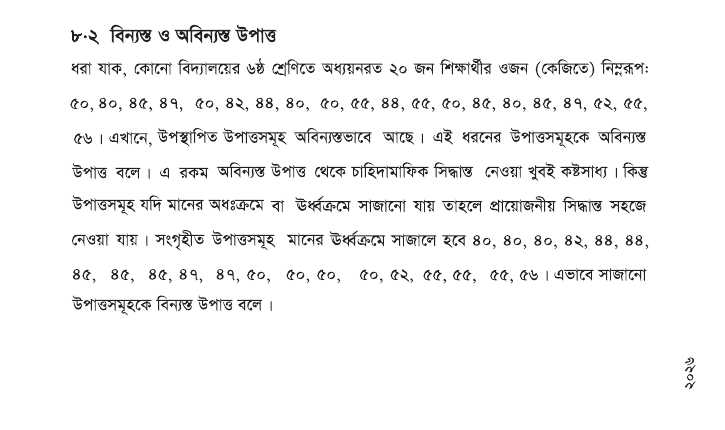 ৮.২ বিন্যস্ত ও অবিন্যস্ত উপাত্ত
ধরা যাক, কোনো বিদ্যালয়ের ৬ষ্ঠ শ্রেণিতে অধ্যয়নরত ২০ জন শিক্ষার্থীর ওজন (কেজিতে) নিম্নরূপ:
৫০, ৪০, ৪৫, ৪৭, ৫০, ৪২, ৪৪, ৪০, ৫০, ৫৫, ৪৪, ৫৫, ৫০, ৪৫, ৪০, ৪৫, ৪৭, ৫২, ৫৫,
৫৬। এখানে, উপস্থাপিত উপাত্তসমূহ অবিন্যস্তভাবে আছে। এই ধরনের উপাত্তসমূহকে অবিন্যস্ত
উপাত্ত বলে। এ রকম অবিন্যস্ত উপাত্ত থেকে চাহিদামাফিক সিদ্ধান্ত নেওয়া খুবই কষ্টসাধ্য। কিন্তু
উপাত্তসমূহ যদি মানের অধঃক্রমে বা ঊর্ধ্বক্রমে সাজানো যায় তাহলে প্রায়োজনীয় সিদ্ধান্ত সহজে
নেওয়া যায়। সংগৃহীত উপাত্তসমূহ মানের ঊর্ধ্বক্রমে সাজালে হবে ৪০, ৪০, ৪০, ৪২, ৪৪, ৪৪,
৪৫, ৪৫, ৪৫, ৪৭, ৪৭, ৫০, ৫০, ৫০, ৫০, ৫২, ৫৫, ৫৫, ৫৫, ৫৬। এভাবে সাজানো
উপাত্তসমূহকে বিন্যস্ত উপাত্ত বলে।
২০২৬